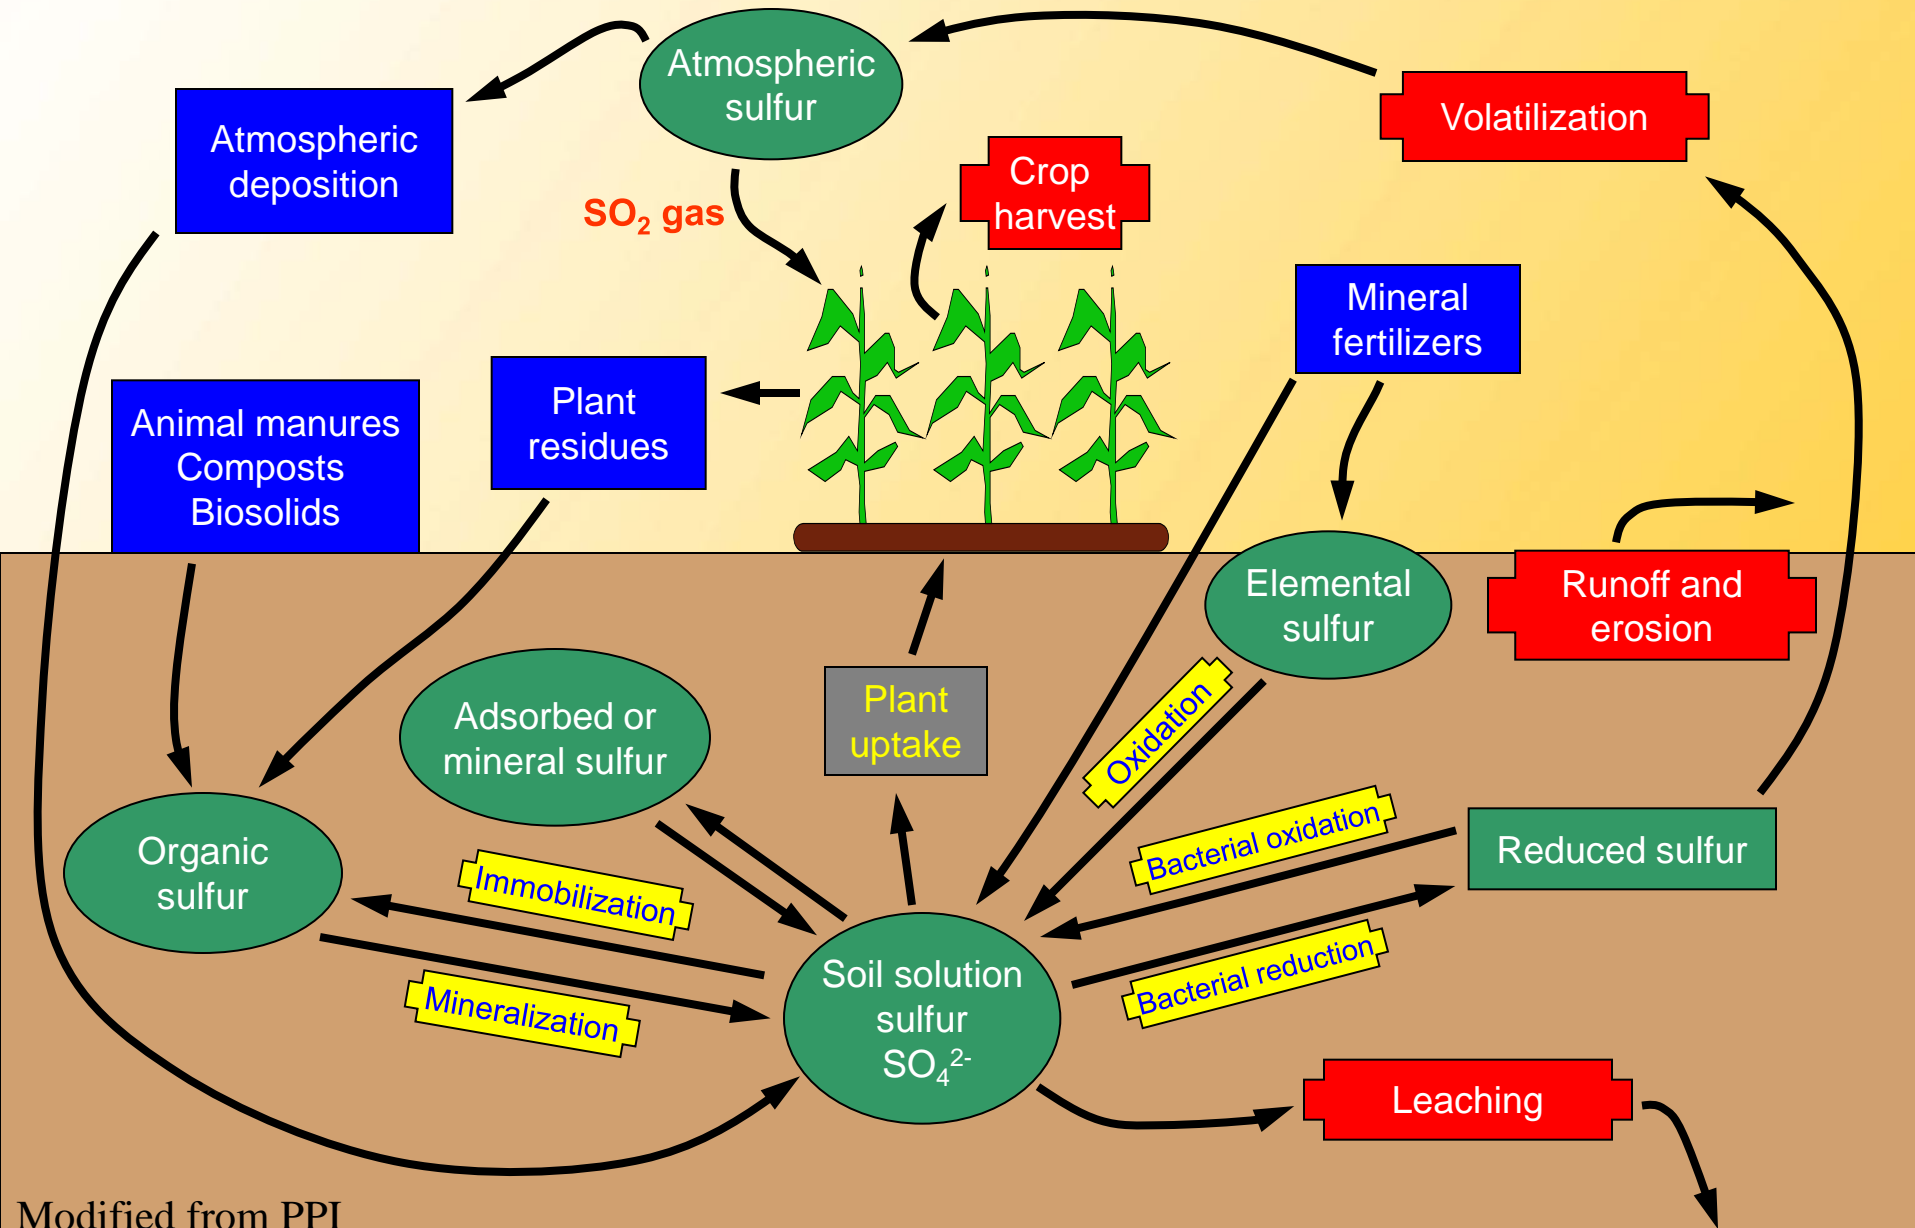 Atmospheric
sulfur
Volatilization
Atmospheric
deposition
SO₂ gas
Crop
harvest
Mineral
fertilizers
Plant
residues
Animal manures
Composts
Biosolids
Elemental
sulfur
Runoff and
erosion
Plant
uptake
Adsorbed or
mineral sulfur
Oxidation
Organic
sulfur
Immobilization
Mineralization
Bacterial oxidation
Reduced sulfur
Bacterial reduction
Soil solution
sulfur
SO₄²⁻
Leaching
Modified from PPI